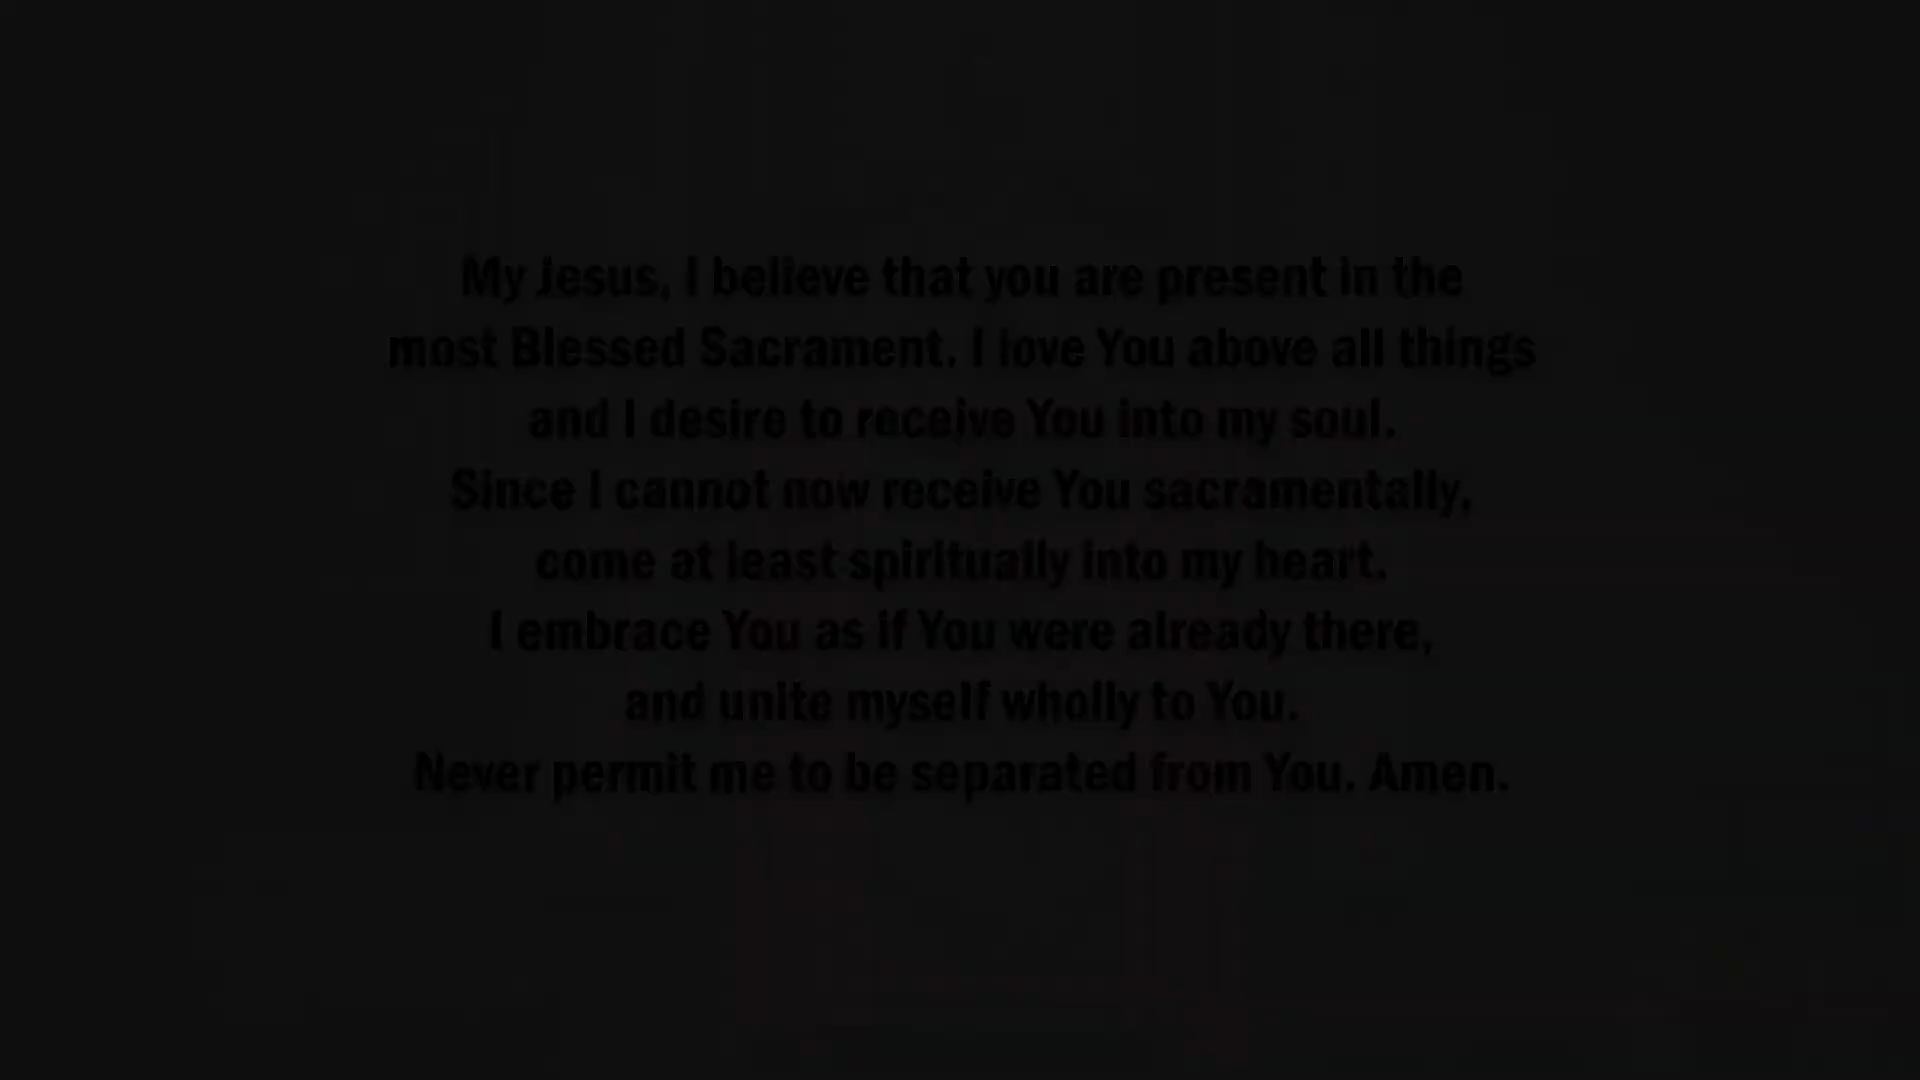 My Jesus, I believe that you are present in the
most Blessed Sacrament. I love You above all things
and I desire to receive You into my soul.
Since I cannot now receive You sacramentally,
come at least spiritually into my heart.
I embrace You as if You were already there,
and unite myself wholly to You.
Never permit me to be separated from You. Amen.